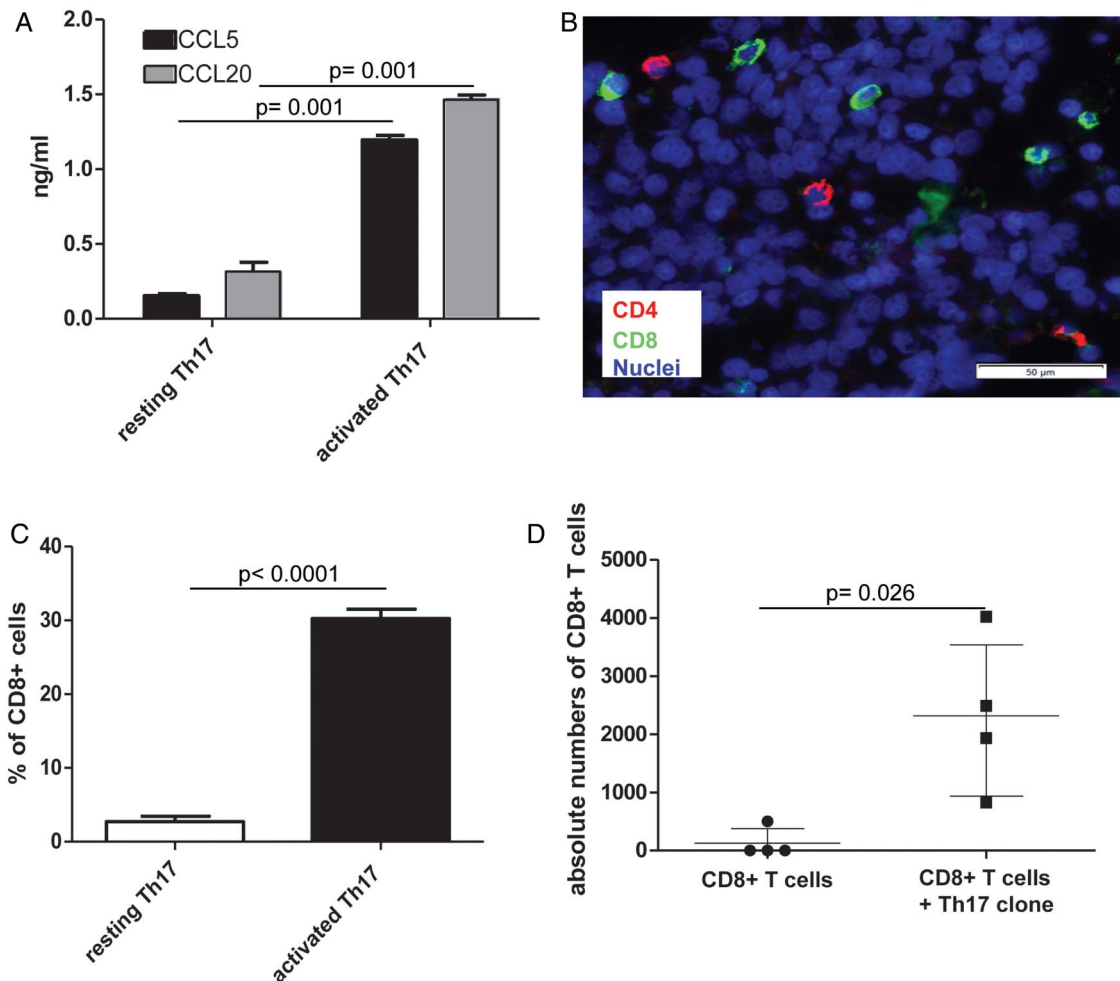 A
2.0
1.5
1.0
0.5
0.0
ng/ml
CCL5
CCL20
p= 0.001
p= 0.001
resting Th17
activated Th17
B
CD4
CD8
Nuclei
50 µm
C
40
30
20
10
0
% of CD8+ cells
p< 0.0001
resting Th17
activated Th17
D
5000
4000
3000
2000
1000
0
absolute numbers of CD8+ T cells
p= 0.026
CD8+ T cells
CD8+ T cells
+ Th17 clone